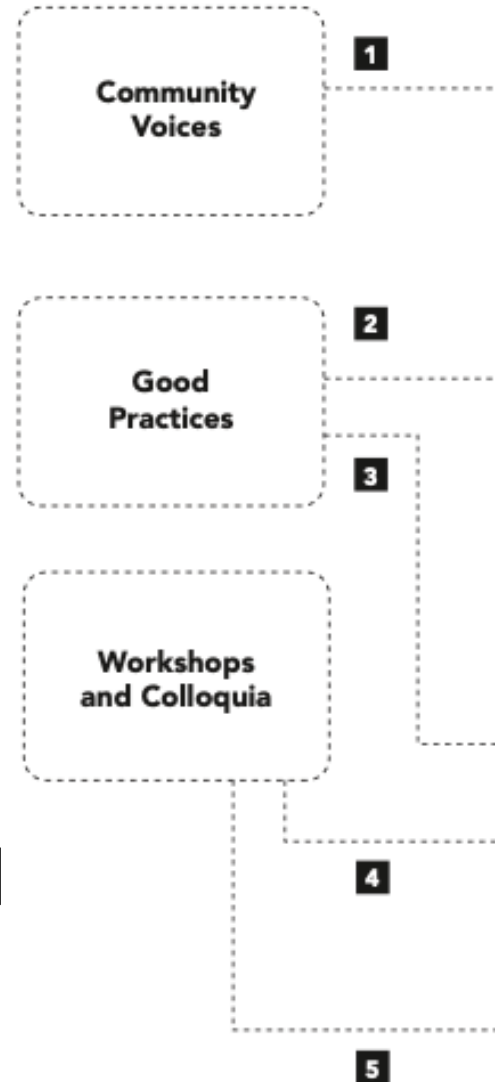 1
Community
Voices
2
Good
Practices
3
Workshops
and Colloquia
4
5